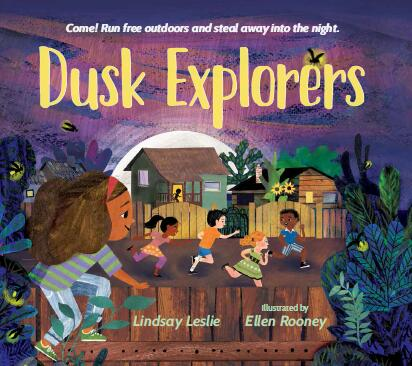 Come! Run free outdoors and steal away into the night.
Dusk Explorers
Illustrated by
Lindsay Leslie Ellen Rooney